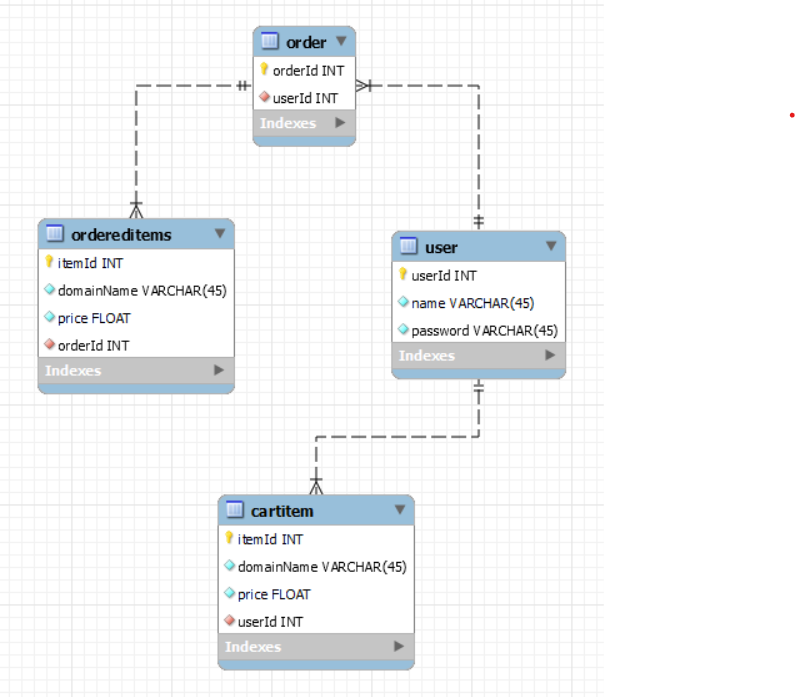 order
orderId INT
userId INT
Indexes
ordereditems
itemId INT
domainName VARCHAR(45)
price FLOAT
orderId INT
Indexes
user
userId INT
name VARCHAR(45)
password VARCHAR(45)
Indexes
cartitem
itemId INT
domainName VARCHAR(45)
price FLOAT
userId INT
Indexes